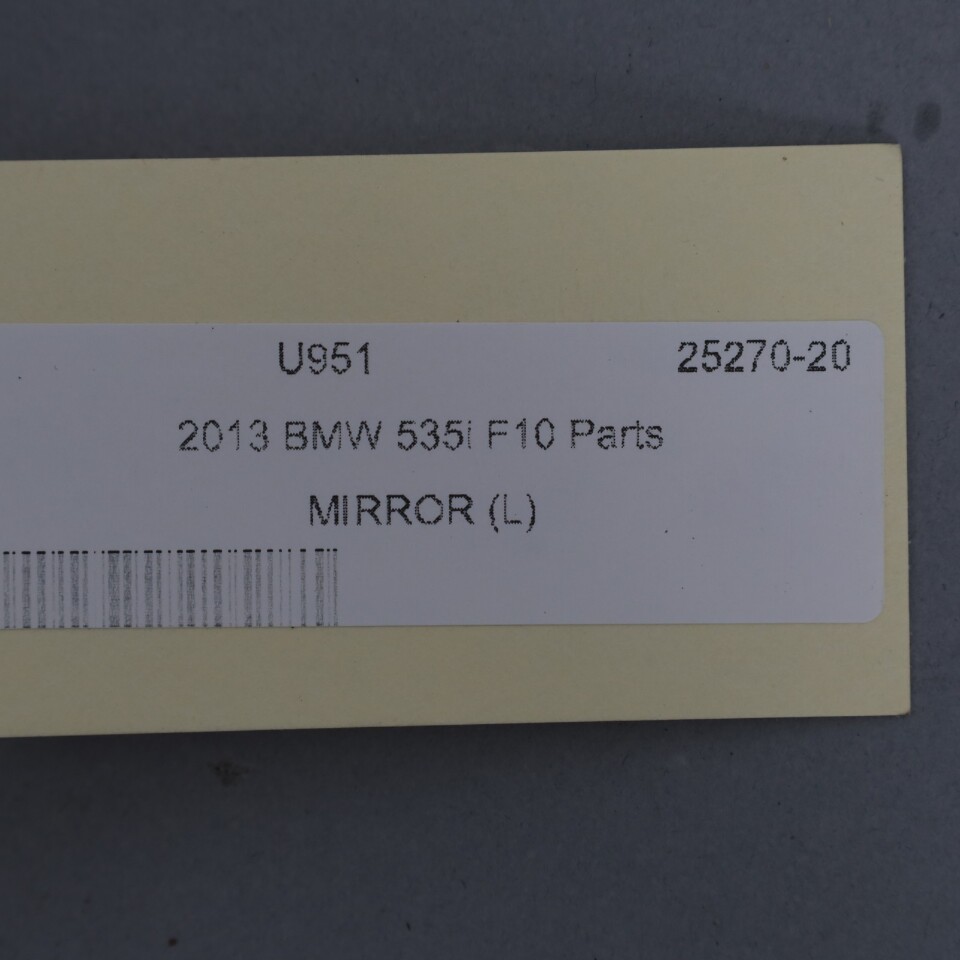 U951 25270-20
2013 BMW 535i F10 Parts
MIRROR (L)